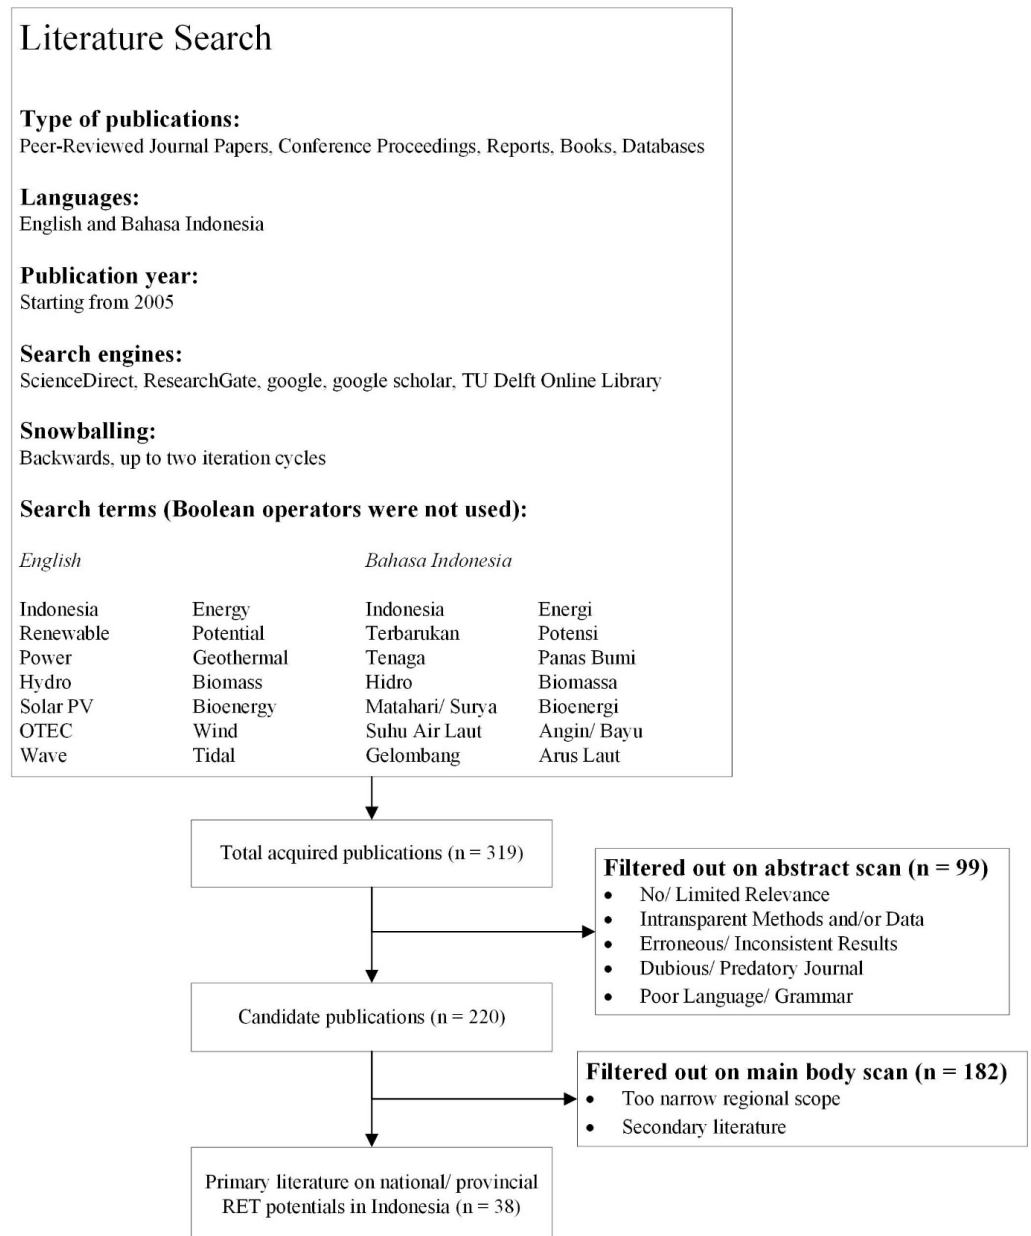 Literature Search
Type of publications:
Peer-Reviewed Journal Papers, Conference Proceedings, Reports, Books, Databases
Languages:
English and Bahasa Indonesia
Publication year:
Starting from 2005
Search engines:
ScienceDirect, ResearchGate, google, google scholar, TU Delft Online Library
Snowballing:
Backwards, up to two iteration cycles
Search terms (Boolean operators were not used):
English Bahasa Indonesia
Indonesia Energy Indonesia Energi
Renewable Potential Terbarukan Potensi
Power Geothermal Tenaga Panas Bumi
Hydro Biomass Hidro Biomassa
Solar PV Bioenergy Matahari/ Surya Bioenergi
OTEC Wind Suhu Air Laut Angin/ Bayu
Wave Tidal Gelombang Arus Laut
Total acquired publications (n = 319)
Filtered out on abstract scan (n = 99)
• No/ Limited Relevance
• Intransparent Methods and/or Data
• Erroneous/ Inconsistent Results
• Dubious/ Predatory Journal
• Poor Language/ Grammar
Candidate publications (n = 220)
Filtered out on main body scan (n = 182)
• Too narrow regional scope
• Secondary literature
Primary literature on national/ provincial
RET potentials in Indonesia (n = 38)